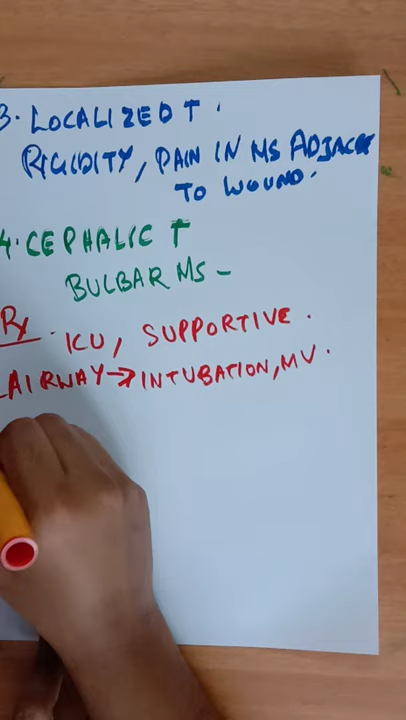 3. LOCALIZED T.
RIGIDITY, PAIN IN MS ADJACENT
TO WOUND.
4. CEPHALIC T
BULBAR MS -
Rx. ICU, SUPPORTIVE.
AIRWAY → INTUBATION, MV.